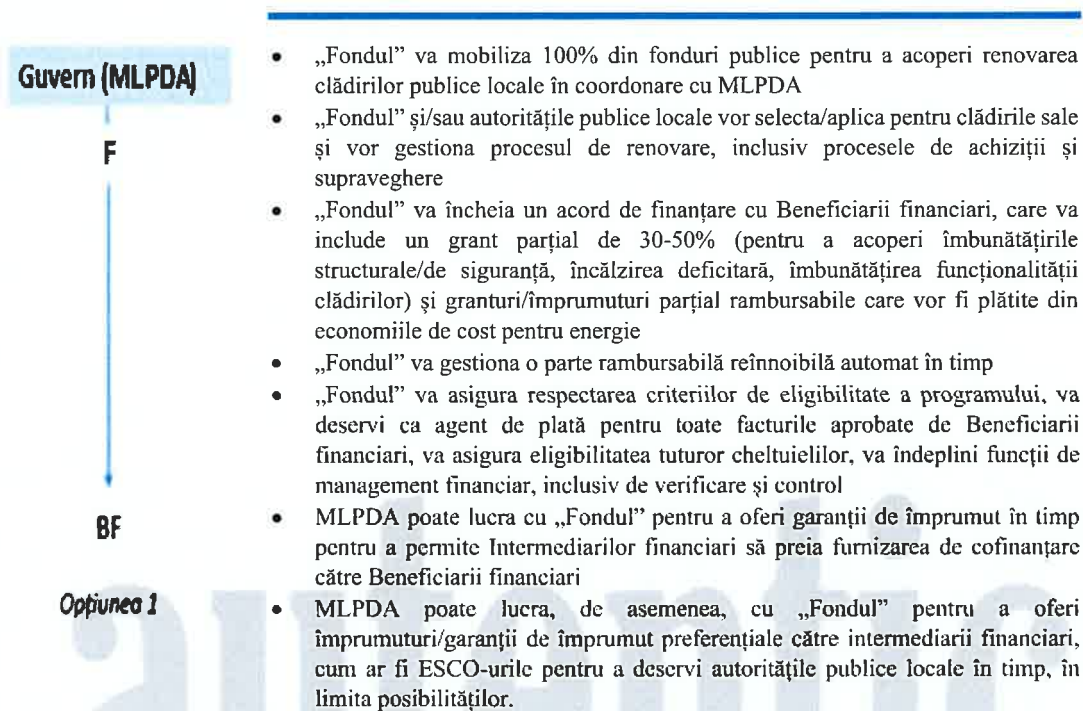 Guvern (MLPDA)
F
BF
Opțiunea 1
• „Fondul” va mobiliza 100% din fonduri publice pentru a acoperi renovarea
clădirilor publice locale în coordonare cu MLPDA
• „Fondul” și/sau autoritățile publice locale vor selecta/aplica pentru clădirile sale
și vor gestiona procesul de renovare, inclusiv procesele de achiziții și
supraveghere
• „Fondul” va încheia un acord de finanțare cu Beneficiarii financiari, care va
include un grant parțial de 30-50% (pentru a acoperi îmbunătățirile
structurale/de siguranță, încălzirea deficitară, îmbunătățirea funcționalității
clădirilor) și granturi/împrumuturi parțial rambursabile care vor fi plătite din
economiile de cost pentru energie
• „Fondul” va gestiona o parte rambursabilă reînnoibilă automat în timp
• „Fondul” va asigura respectarea criteriilor de eligibilitate a programului, va
deservi ca agent de plată pentru toate facturile aprobate de Beneficiarii
financiari, va asigura eligibilitatea tuturor cheltuielilor, va îndeplini funcții de
management financiar, inclusiv de verificare și control
• MLPDA poate lucra cu „Fondul” pentru a oferi garanții de împrumut în timp
pentru a permite Intermediarilor financiari să preia furnizarea de cofinanțare
către Beneficiarii financiari
• MLPDA poate lucra, de asemenea, cu „Fondul” pentru a oferi
împrumuturi/garanții de împrumut preferențiale către intermediarii financiari,
cum ar fi ESCO-urile pentru a deservi autoritățile publice locale în timp, în
limita posibilităților.
autentic